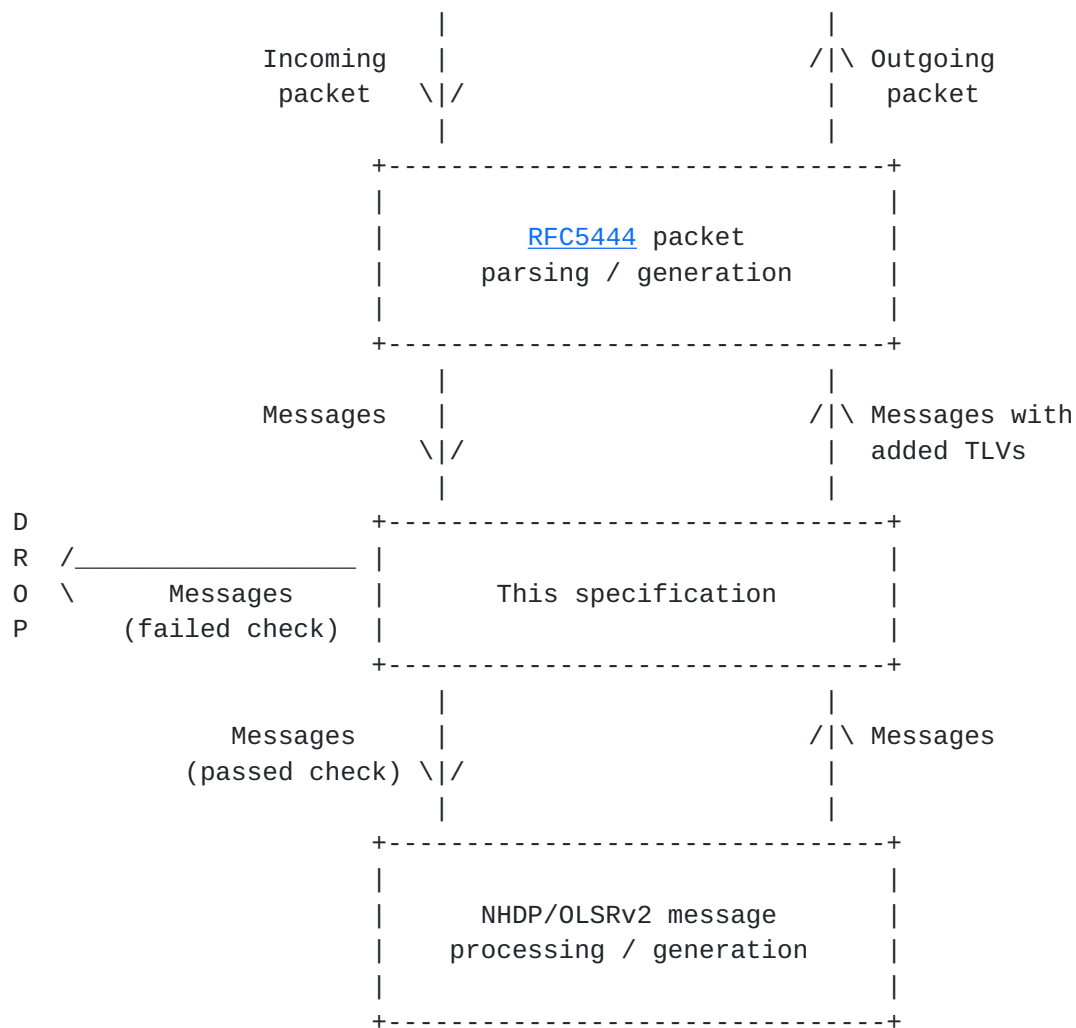 |                        |
                Incoming   |                       /|\ Outgoing
                 packet   \|/                       |   packet
                           |                        |
                       +--------------------------------+
                       |                                |
                       |         RFC5444 packet         |
                       |      parsing / generation      |
                       |                                |
                       +--------------------------------+
                           |                        |
                Messages   |                       /|\ Messages with
                          \|/                       |  added TLVs
                           |                        |
D                      +--------------------------------+
R  /__________________ |                                |
O  \      Messages     |       This specification       |
P      (failed check)  |                                |
                       +--------------------------------+
                           |                        |
              Messages     |                       /|\ Messages
           (passed check) \|/                       |
                           |                        |
                       +--------------------------------+
                       |                                |
                       |      NHDP/OLSRv2 message       |
                       |    processing / generation     |
                       |                                |
                       +--------------------------------+